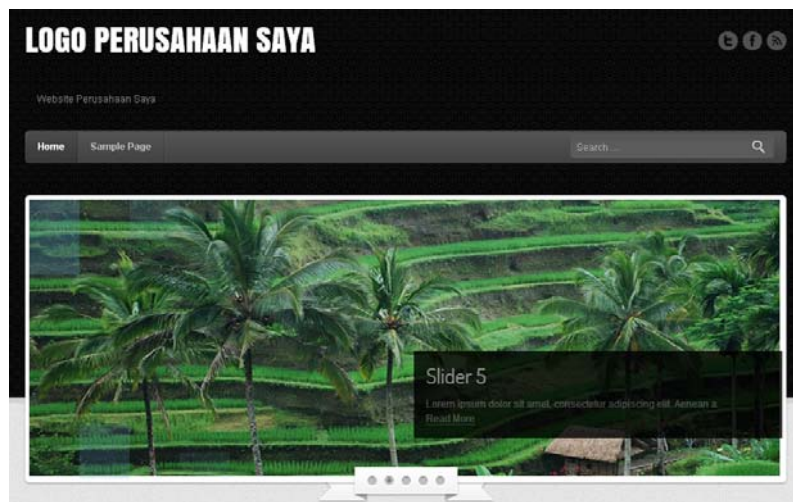 LOGO PERUSAHAAN SAYA
Website Perusahaan Saya
Home Sample Page Search ...
Slider 5
Lorem ipsum dolor sit amet, consectetur adipiscing elit. Aenean a
Read More